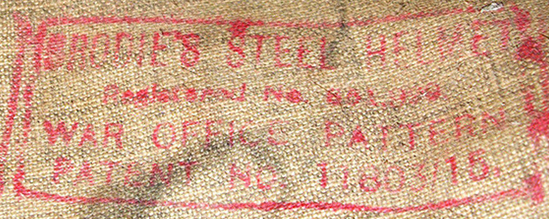 BRODIE'S STEEL HELMET
Registered No.
WAR OFFICE PATTERN
PATENT NO. 11803/15.